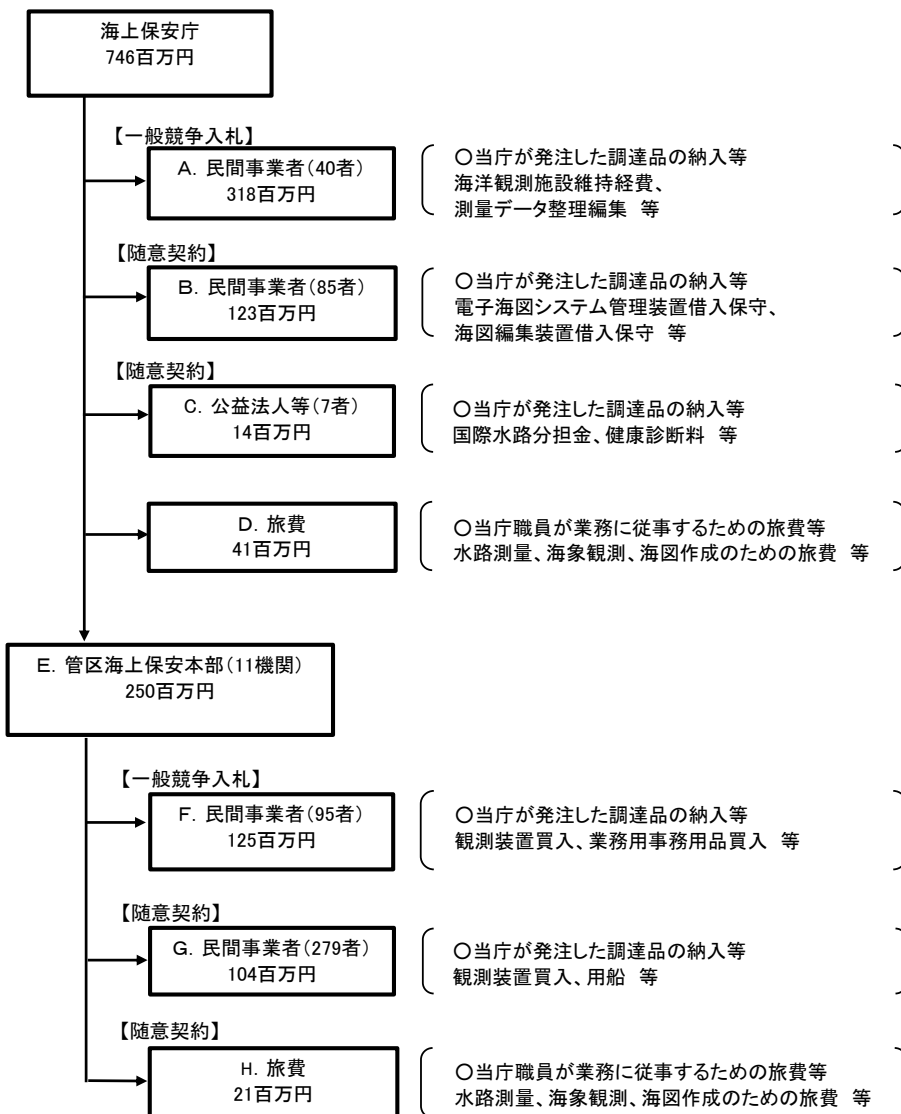 海上保安庁
746百万円
【一般競争入札】
A. 民間事業者(40者)
318百万円
○当庁が発注した調達品の納入等
海洋観測施設維持経費、
測量データ整理編集 等
【随意契約】
B. 民間事業者(85者)
123百万円
○当庁が発注した調達品の納入等
電子海図システム管理装置借入保守、
海図編集装置借入保守 等
【随意契約】
C. 公益法人等(7者)
14百万円
○当庁が発注した調達品の納入等
国際水路分担金、健康診断料 等
D. 旅費
41百万円
○当庁職員が業務に従事するための旅費等
水路測量、海象観測、海図作成のための旅費 等
E. 管区海上保安本部(11機関)
250百万円
【一般競争入札】
F. 民間事業者(95者)
125百万円
○当庁が発注した調達品の納入等
観測装置買入、業務用事務用品買入 等
【随意契約】
G. 民間事業者(279者)
104百万円
○当庁が発注した調達品の納入等
観測装置買入、用船 等
【随意契約】
H. 旅費
21百万円
○当庁職員が業務に従事するための旅費等
水路測量、海象観測、海図作成のための旅費 等